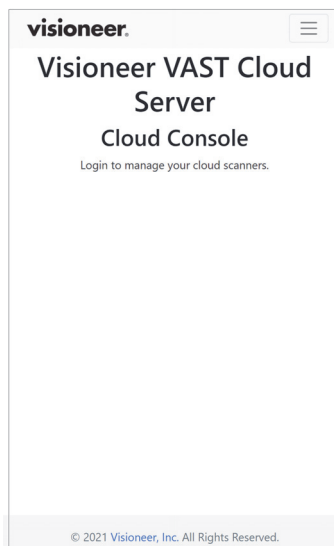 visioneer.
Visioneer VAST Cloud
Server
Cloud Console
Login to manage your cloud scanners.
© 2021 Visioneer, Inc. All Rights Reserved.